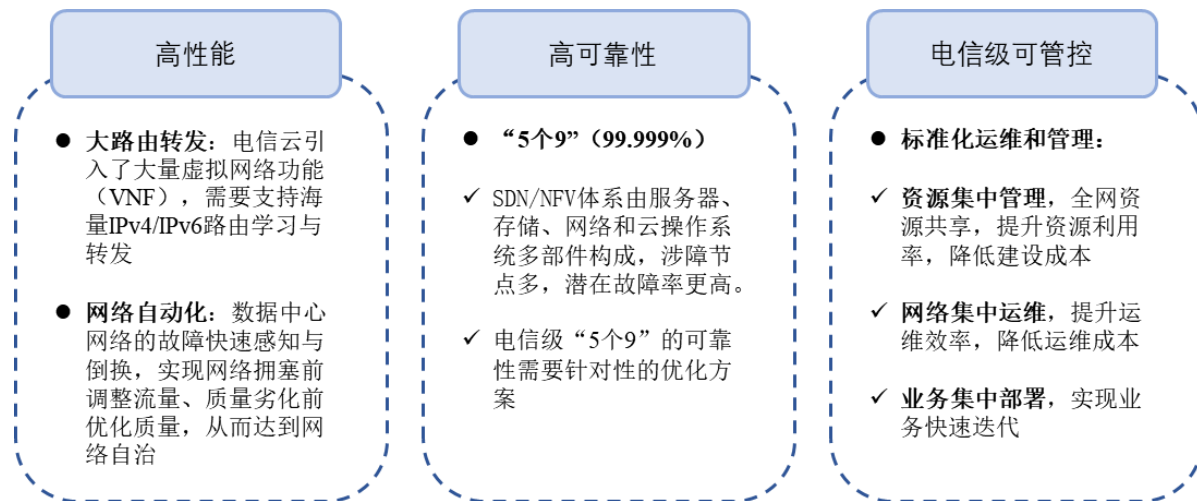 高性能
● 大路由转发：电信云引
入了大量虚拟网络功能
（VNF），需要支持海
量IPv4/IPv6路由学习与
转发
● 网络自动化：数据中心
网络的故障快速感知与
倒换，实现网络拥塞前
调整流量、质量劣化前
优化质量，从而达到网
络自治
高可靠性
● “5个9”（99.999%）
✓ SDN/NFV体系由服务器、
存储、网络和云操作系
统多部件构成，涉障节
点多，潜在故障率更高。
✓ 电信级“5个9”的可靠
性需要针对性的优化方
案
电信级可管控
● 标准化运维和管理：
✓ 资源集中管理，全网资
源共享，提升资源利用
率，降低建设成本
✓ 网络集中运维，提升运
维效率，降低运维成本
✓ 业务集中部署，实现业
务快速迭代